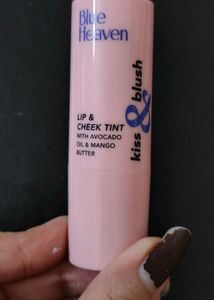 Blue
Heaven
kiss & blush
LIP &
CHEEK TINT
WITH AVOCADO
OIL & MANGO
BUTTER